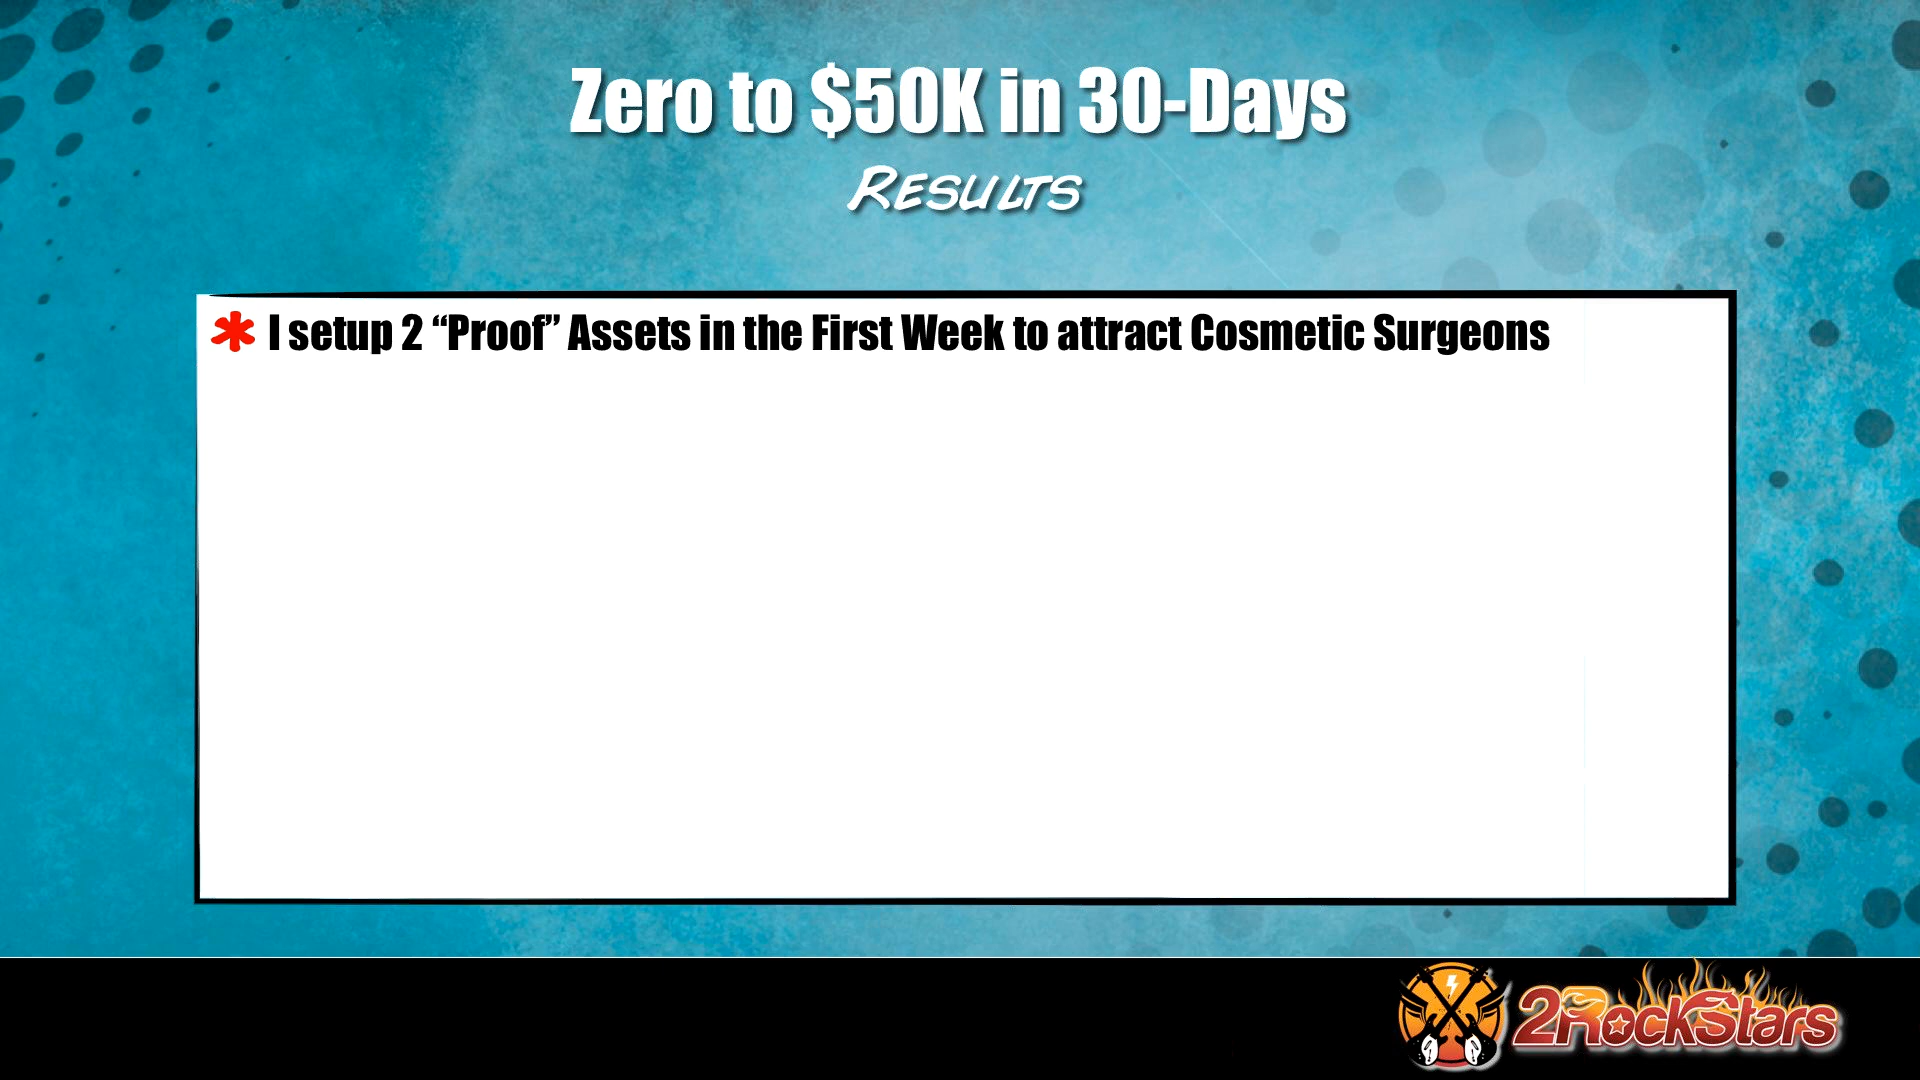 Zero to $50K in 30-Days
Results
* I setup 2 “Proof” Assets in the First Week to attract Cosmetic Surgeons
2RockStars